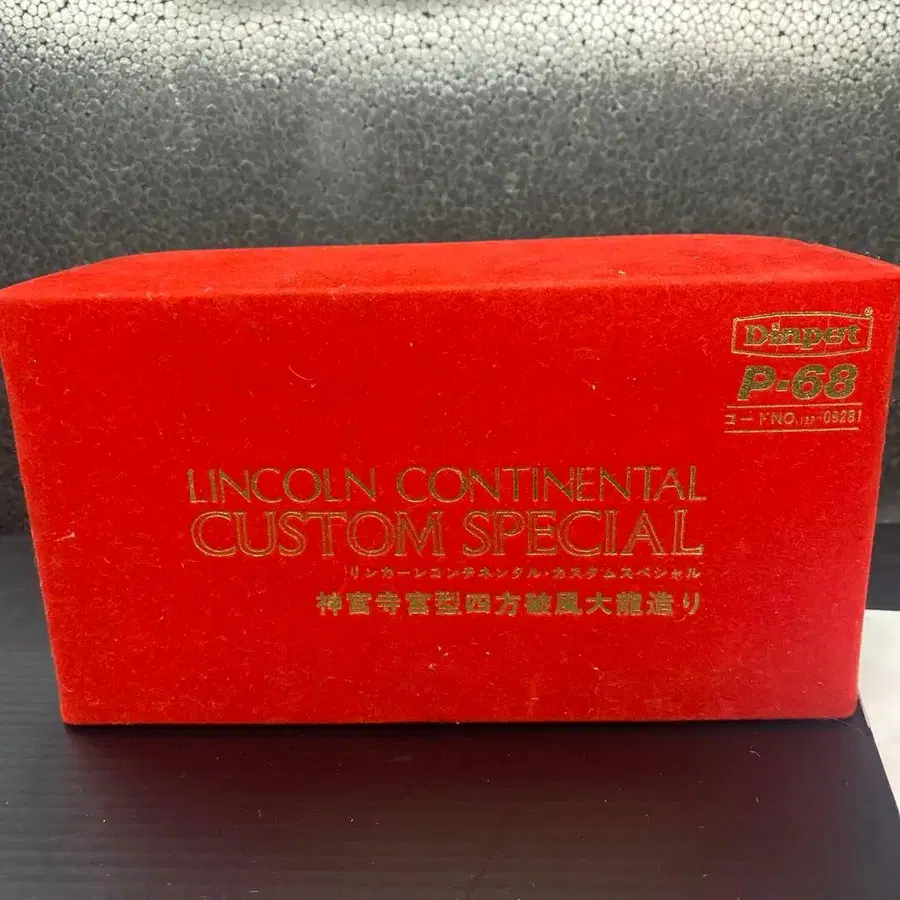 Diapet®
P-68
コードNO.127-09281
LINCOLN CONTINENTAL
CUSTOM SPECIAL
リンカーンコンチネンタル・カスタムスペシャル
神宮寺宮型四方破風大龍造り